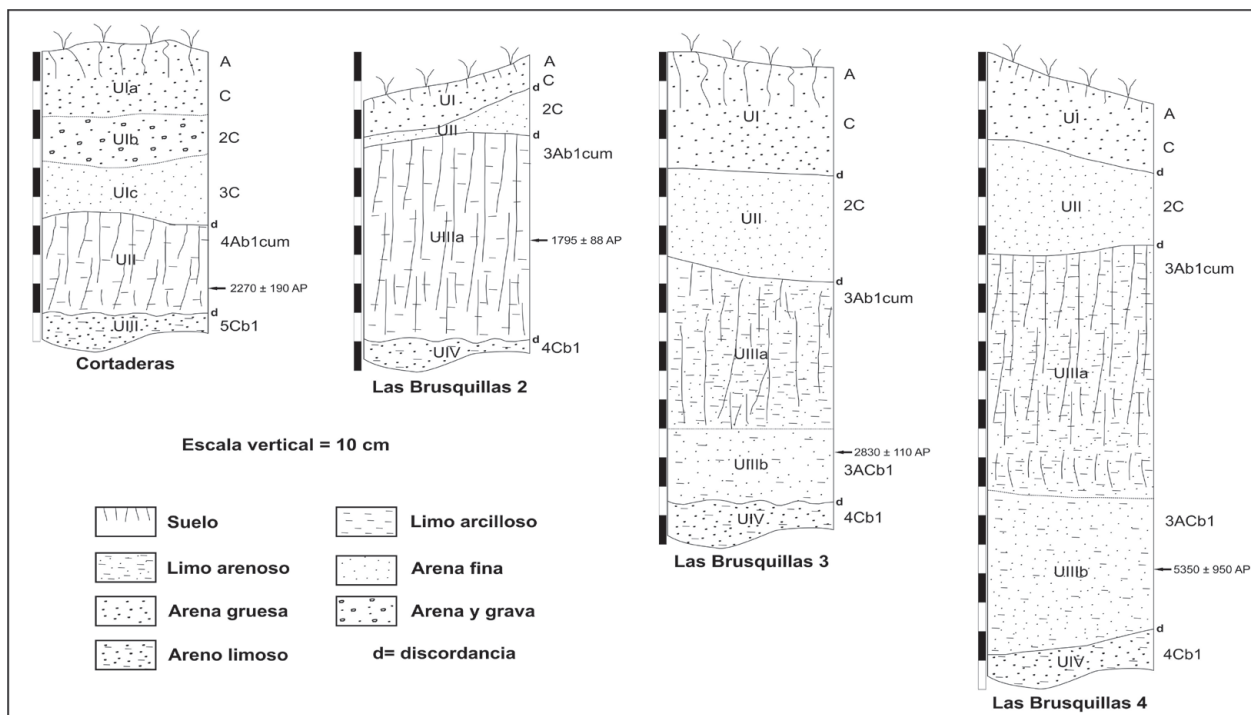 A
UIa
C
UIb
2C
UIc
3C
d
4Ab1cum
UII
2270 ± 190 AP
d
UIII
5Cb1
Cortaderas
A
C
d
UI
2C
UII
d
3Ab1cum
UIIIa
1795 ± 88 AP
d
4Cb1
UIV
Las Brusquillas 2
A
UI
C
d
UII
2C
d
3Ab1cum
UIIIa
UIIIb
2830 ± 110 AP
3ACb1
d
UIV
4Cb1
Las Brusquillas 3
A
UI
C
d
UII
2C
d
3Ab1cum
UIIIa
3ACb1
UIIIb
5350 ± 950 AP
d
4Cb1
UIV
Las Brusquillas 4
Escala vertical = 10 cm
Suelo
Limo arcilloso
Limo arenoso
Arena fina
Arena gruesa
Arena y grava
Areno limoso
d= discordancia